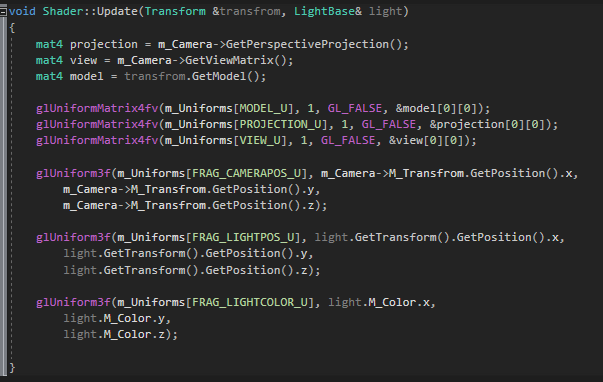 void Shader::Update(Transform &transfrom, LightBase& light)
{
mat4 projection = m_Camera->GetPerspectiveProjection();
mat4 view = m_Camera->GetViewMatrix();
mat4 model = transfrom.GetModel();
glUniformMatrix4fv(m_Uniforms[MODEL_U], 1, GL_FALSE, &model[0][0]);
glUniformMatrix4fv(m_Uniforms[PROJECTION_U], 1, GL_FALSE, &projection[0][0]);
glUniformMatrix4fv(m_Uniforms[VIEW_U], 1, GL_FALSE, &view[0][0]);
glUniform3f(m_Uniforms[FRAG_CAMERAPOS_U], m_Camera->M_Transfrom.GetPosition().x,
m_Camera->M_Transfrom.GetPosition().y,
m_Camera->M_Transfrom.GetPosition().z);
glUniform3f(m_Uniforms[FRAG_LIGHTPOS_U], light.GetTransform().GetPosition().x,
light.GetTransform().GetPosition().y,
light.GetTransform().GetPosition().z);
glUniform3f(m_Uniforms[FRAG_LIGHTCOLOR_U], light.M_Color.x,
light.M_Color.y,
light.M_Color.z);
}